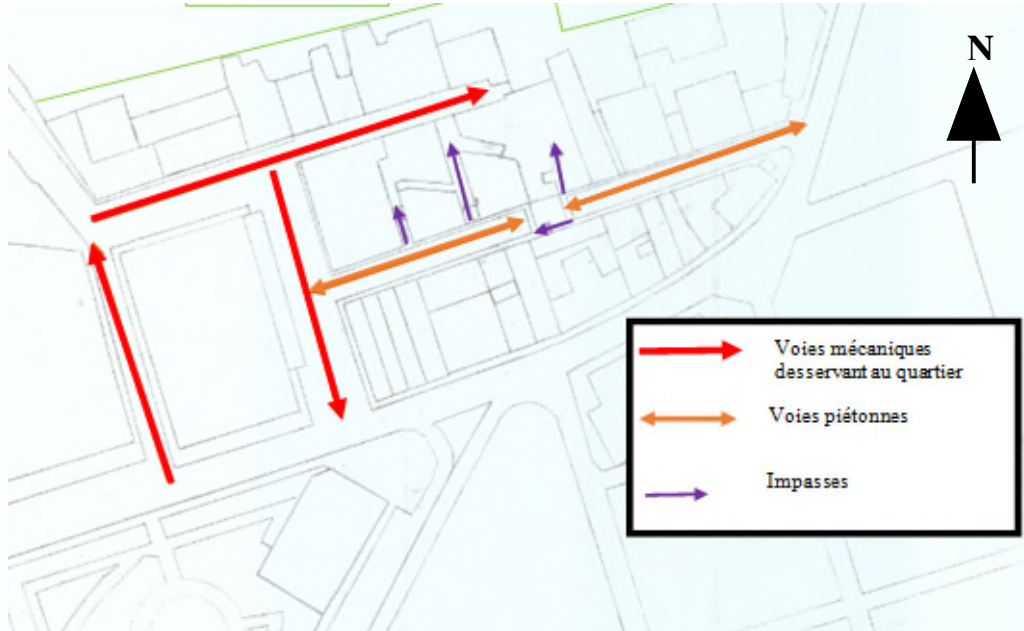 N
Voies mécaniques
desservant au quartier
Voies piétonnes
Impasses